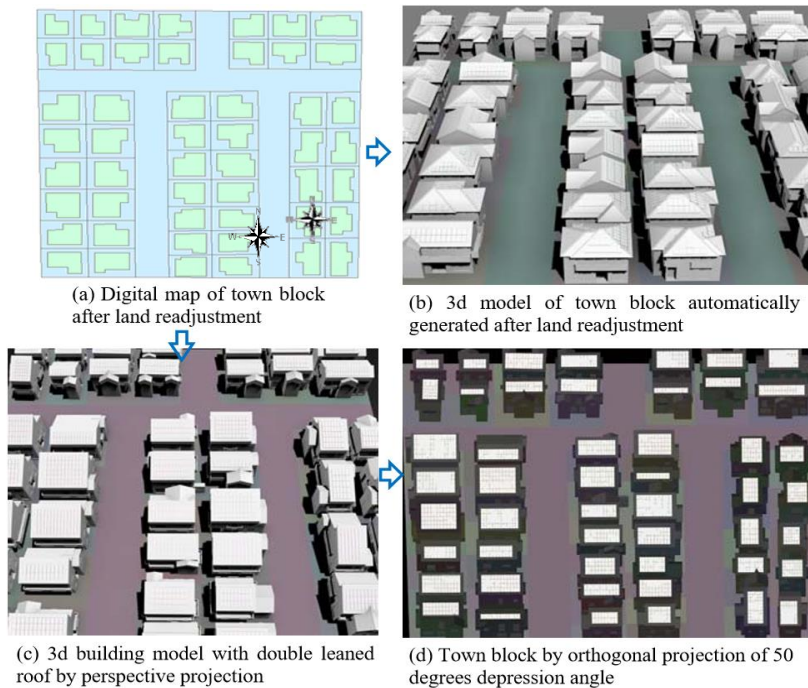 (a) Digital map of town block
after land readjustment
(b) 3d model of town block automatically
generated after land readjustment
(c) 3d building model with double leaned
roof by perspective projection
(d) Town block by orthogonal projection of 50
degrees depression angle
N
W
E
S